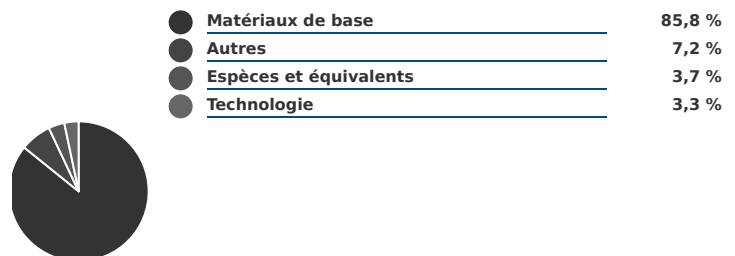 Matériaux de base 85,8 %
Autres 7,2 %
Espèces et équivalents 3,7 %
Technologie 3,3 %